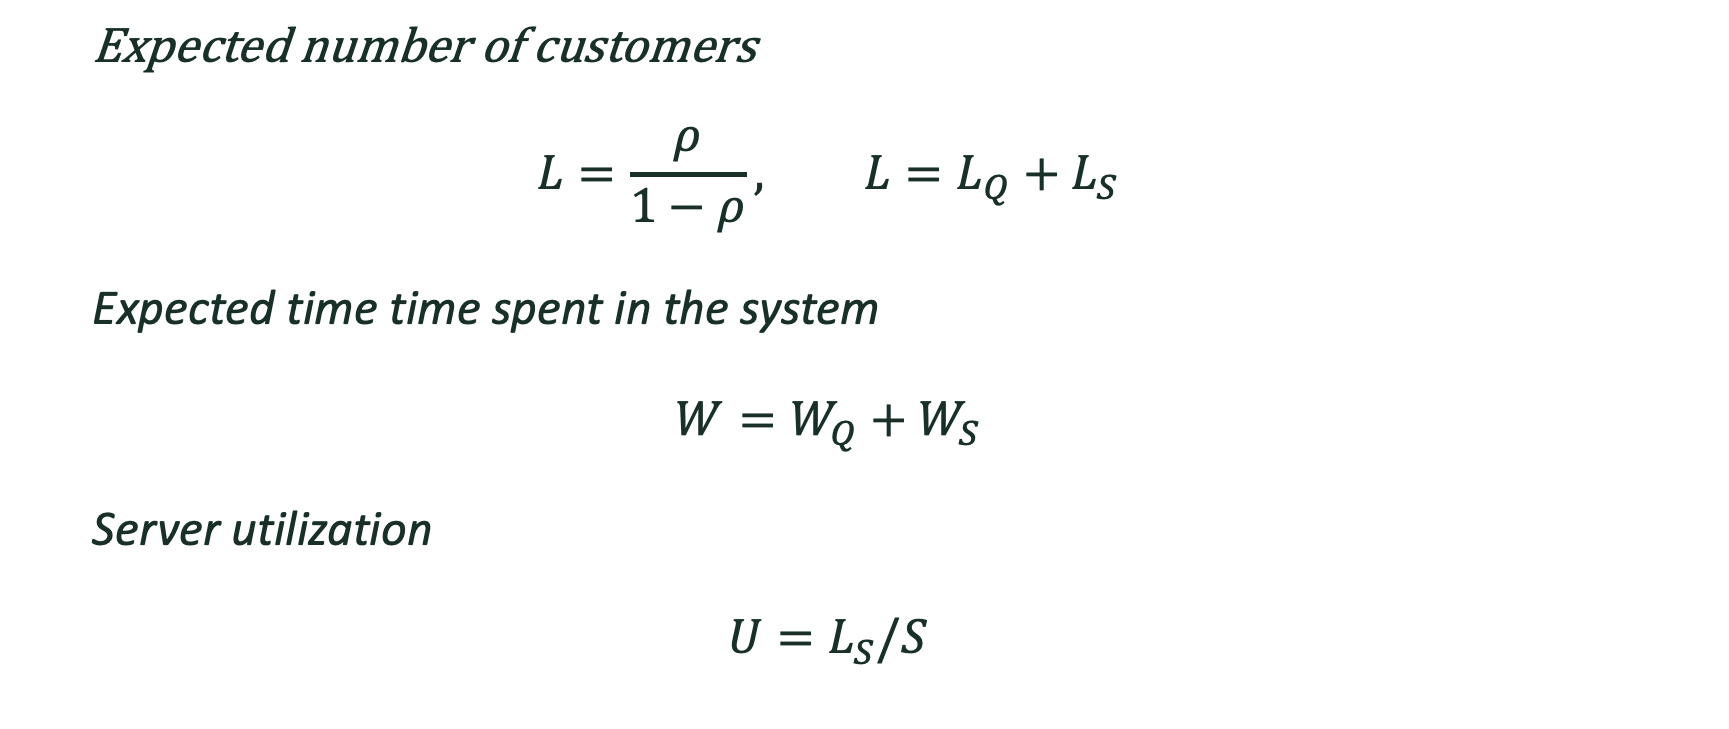 Expected number of customers
L = ρ / (1 − ρ), L = L_Q + L_S
Expected time time spent in the system
W = W_Q + W_S
Server utilization
U = L_S/S